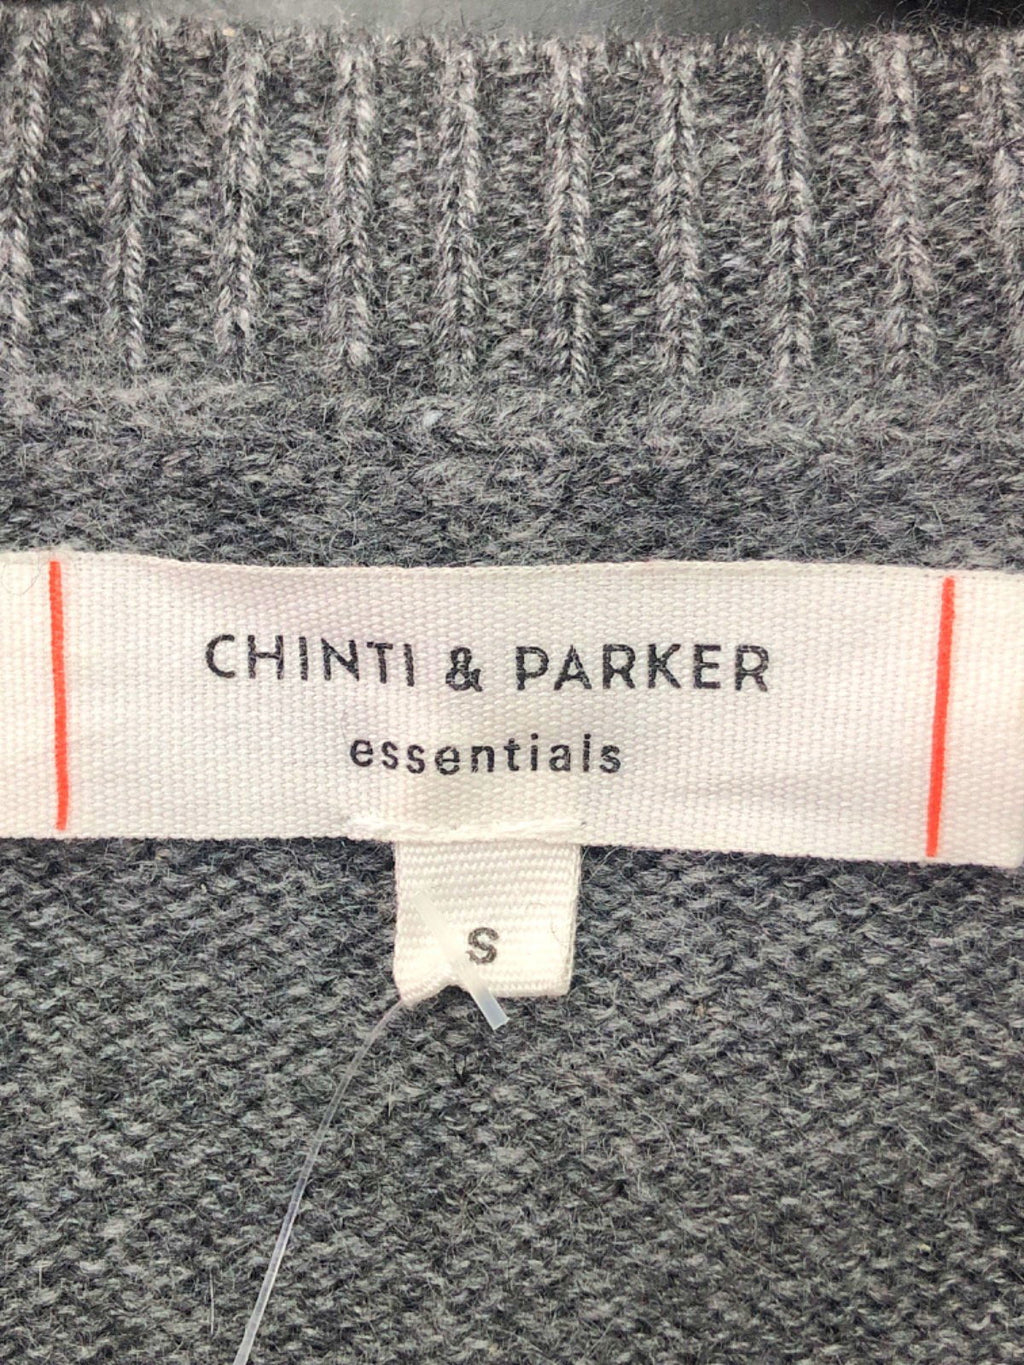 CHINTI & PARKER
essentials
S